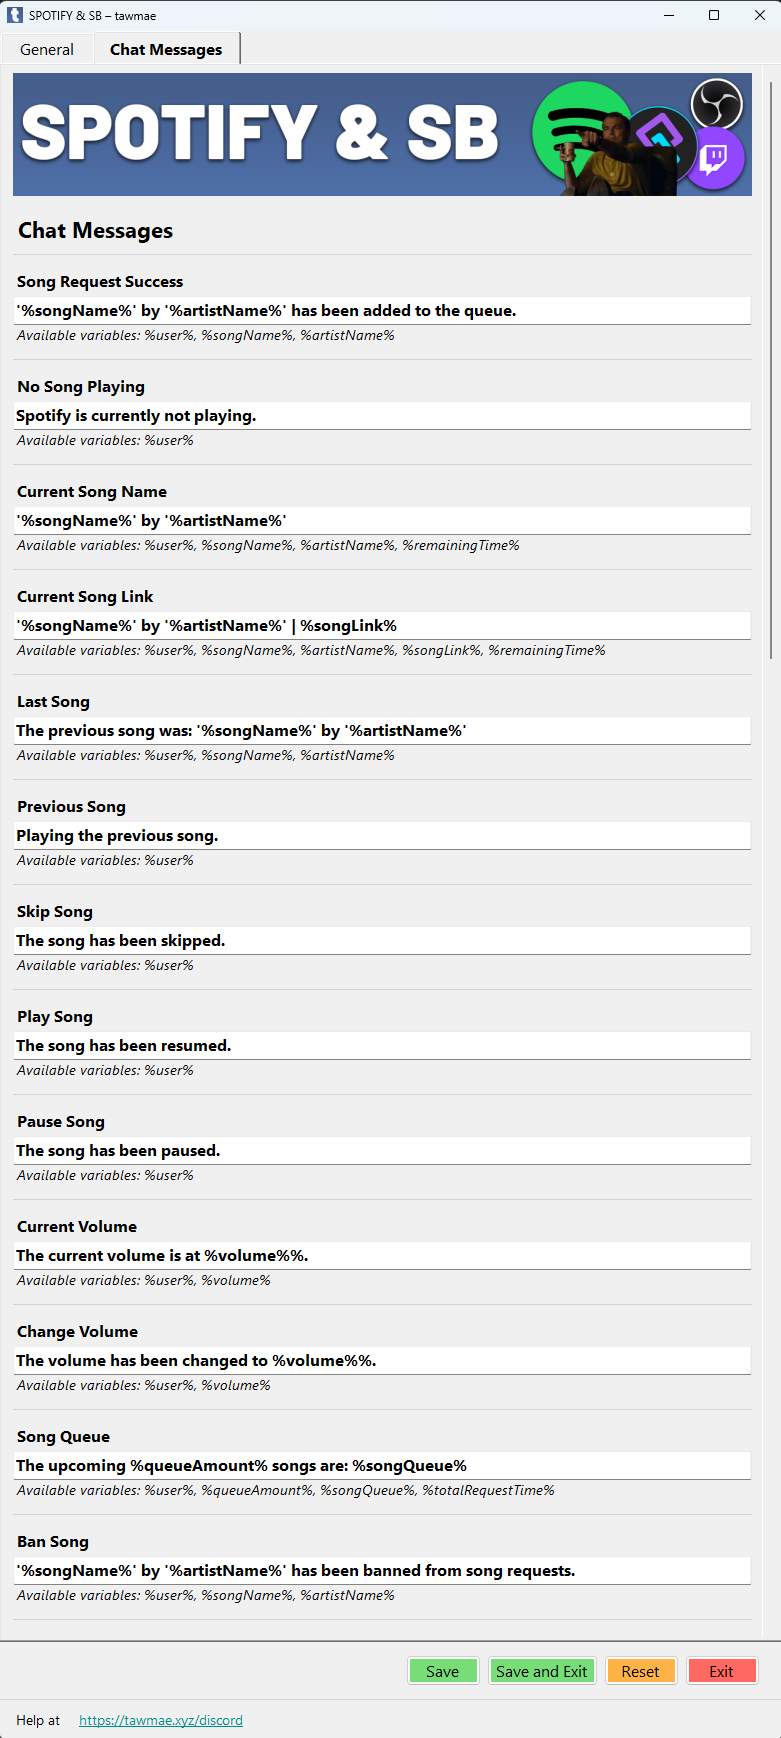 SPOTIFY & SB – tawmae
General
Chat Messages
SPOTIFY & SB
Chat Messages
Song Request Success
'%songName%' by '%artistName%' has been added to the queue.
Available variables: %user%, %songName%, %artistName%
No Song Playing
Spotify is currently not playing.
Available variables: %user%
Current Song Name
'%songName%' by '%artistName%'
Available variables: %user%, %songName%, %artistName%, %remainingTime%
Current Song Link
'%songName%' by '%artistName%' | %songLink%
Available variables: %user%, %songName%, %artistName%, %songLink%, %remainingTime%
Last Song
The previous song was: '%songName%' by '%artistName%'
Available variables: %user%, %songName%, %artistName%
Previous Song
Playing the previous song.
Available variables: %user%
Skip Song
The song has been skipped.
Available variables: %user%
Play Song
The song has been resumed.
Available variables: %user%
Pause Song
The song has been paused.
Available variables: %user%
Current Volume
The current volume is at %volume%%.
Available variables: %user%, %volume%
Change Volume
The volume has been changed to %volume%%.
Available variables: %user%, %volume%
Song Queue
The upcoming %queueAmount% songs are: %songQueue%
Available variables: %user%, %queueAmount%, %songQueue%, %totalRequestTime%
Ban Song
'%songName%' by '%artistName%' has been banned from song requests.
Available variables: %user%, %songName%, %artistName%
Save
Save and Exit
Reset
Exit
Help at https://tawmae.xyz/discord